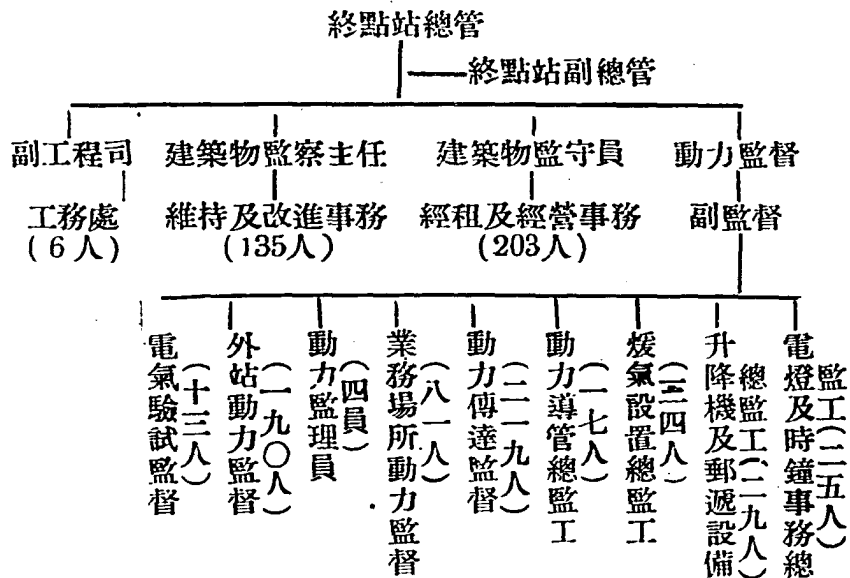 終點站總管
終點站副總管
副工程司 建築物監察主任 建築物監守員 動力監督
工務處 維持及改進事務 經租及經營事務 副監督
(6人) (135人) (203人)
電燈及時鐘事務總
監工(二五人)
升降機及郵遞設備
總監工(二九人)
煖氣設置總監工
(三四人)
動力導管總監工
(一七人)
動力傳達監督
(二一九人)
業務場所動力監督
(八一人)
動力監理員
(四員)
外站動力監督
(一九〇人)
電氣驗試監督
(十三人)